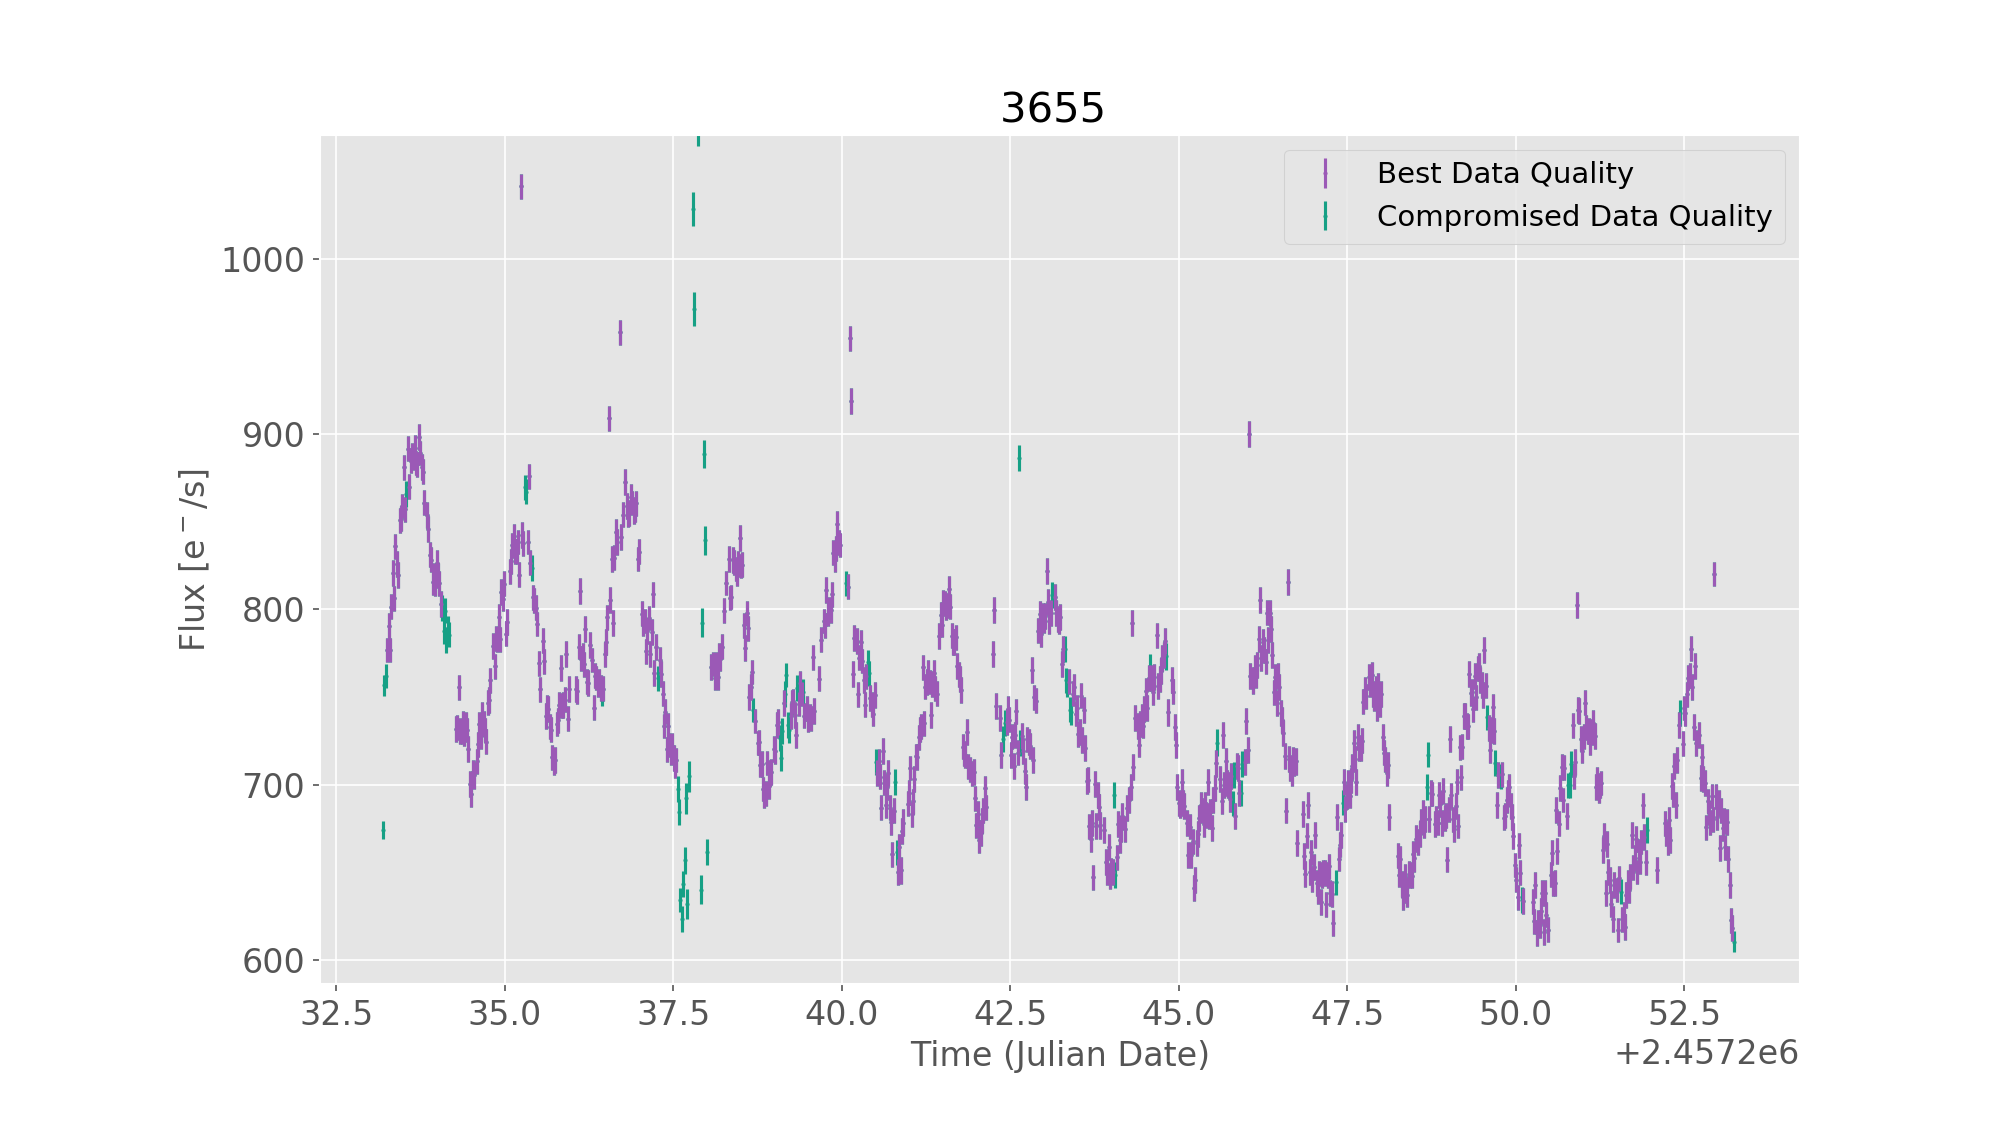 3655
Best Data Quality
Compromised Data Quality
1000
900
800
700
600
Flux [e⁻/s]
32.5 35.0 37.5 40.0 42.5 45.0 47.5 50.0 52.5
Time (Julian Date)
+2.4572e6